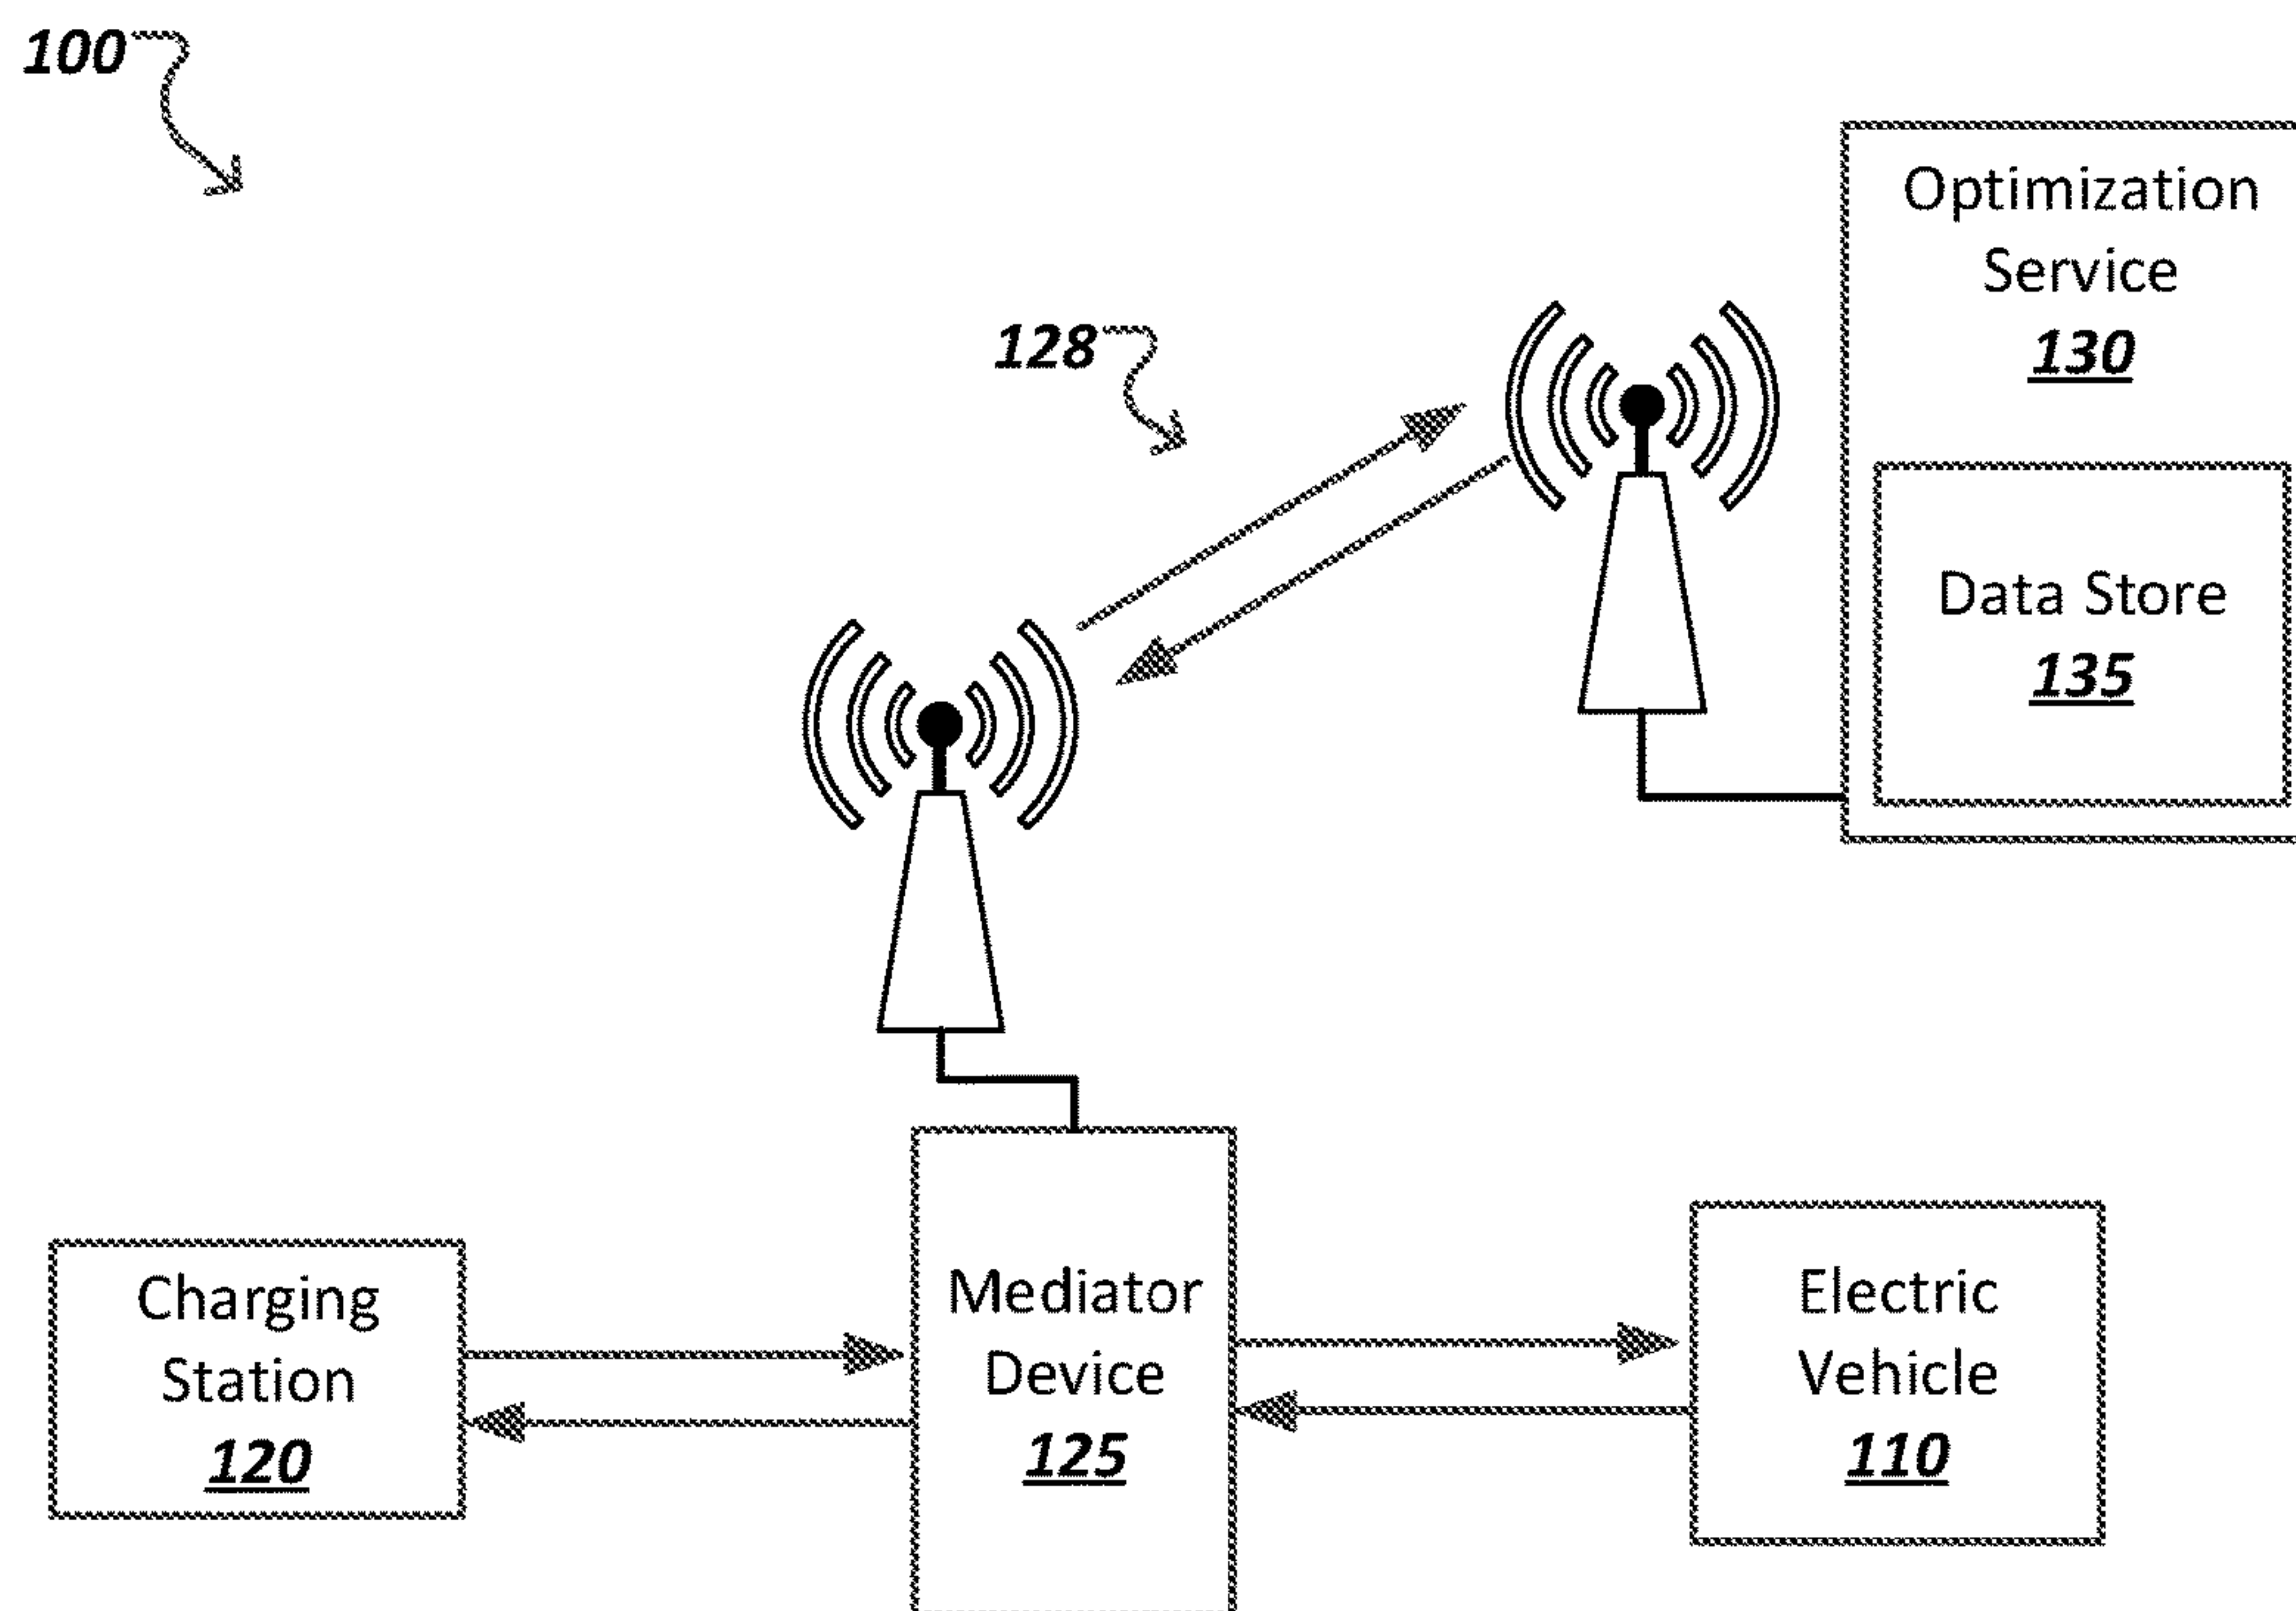 100
Optimization
Service
130
128
Data Store
135
Charging
Station
120
Mediator
Device
125
Electric
Vehicle
110